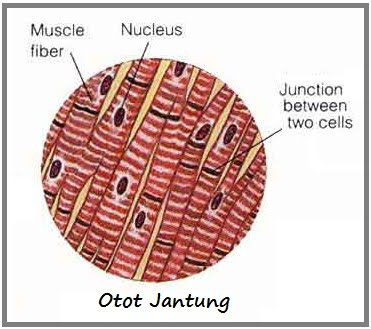 Muscle
fiber
Nucleus
Junction
between
two cells
Otot Jantung